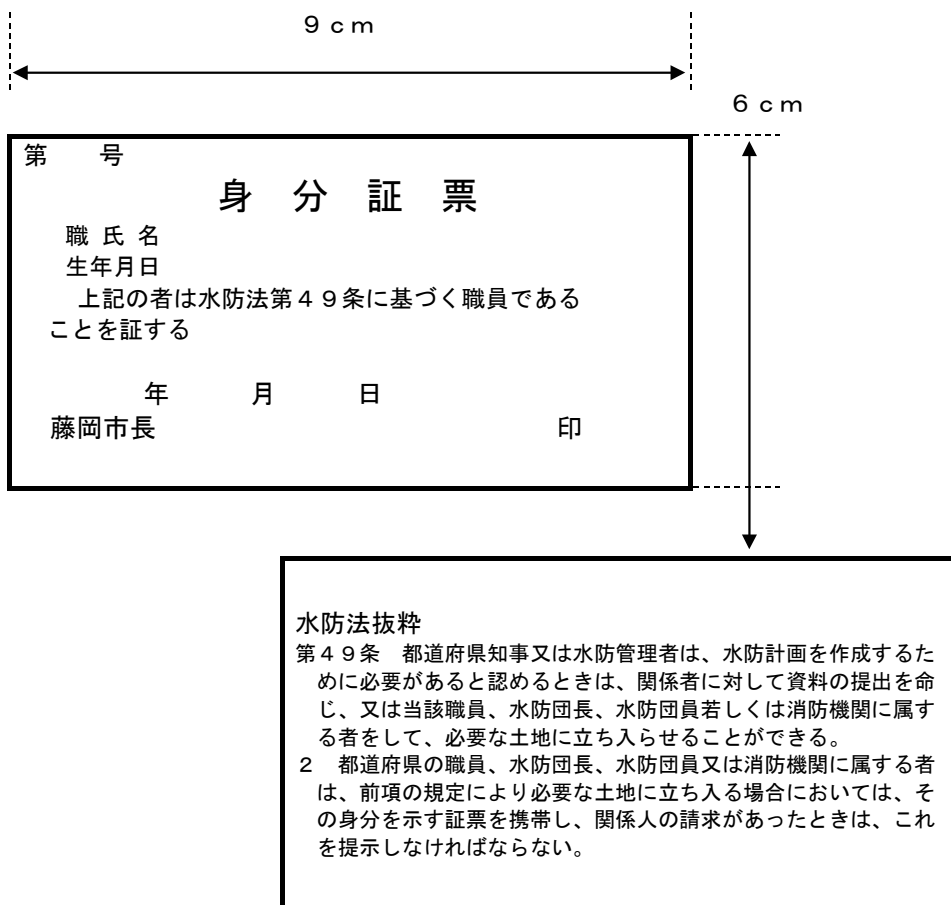 ９ｃｍ
６ｃｍ
第　　号
身　分　証　票
職 氏 名
生年月日
上記の者は水防法第４９条に基づく職員である
ことを証する
年　　　月　　　日
藤岡市長　　　　　　　　　　　　　　　印
水防法抜粋
第４９条　都道府県知事又は水防管理者は、水防計画を作成するた
めに必要があると認めるときは、関係者に対して資料の提出を命
じ、又は当該職員、水防団長、水防団員若しくは消防機関に属す
る者をして、必要な土地に立ち入らせることができる。
２　都道府県の職員、水防団長、水防団員又は消防機関に属する者
は、前項の規定により必要な土地に立ち入る場合においては、そ
の身分を示す証票を携帯し、関係人の請求があったときは、これ
を提示しなければならない。